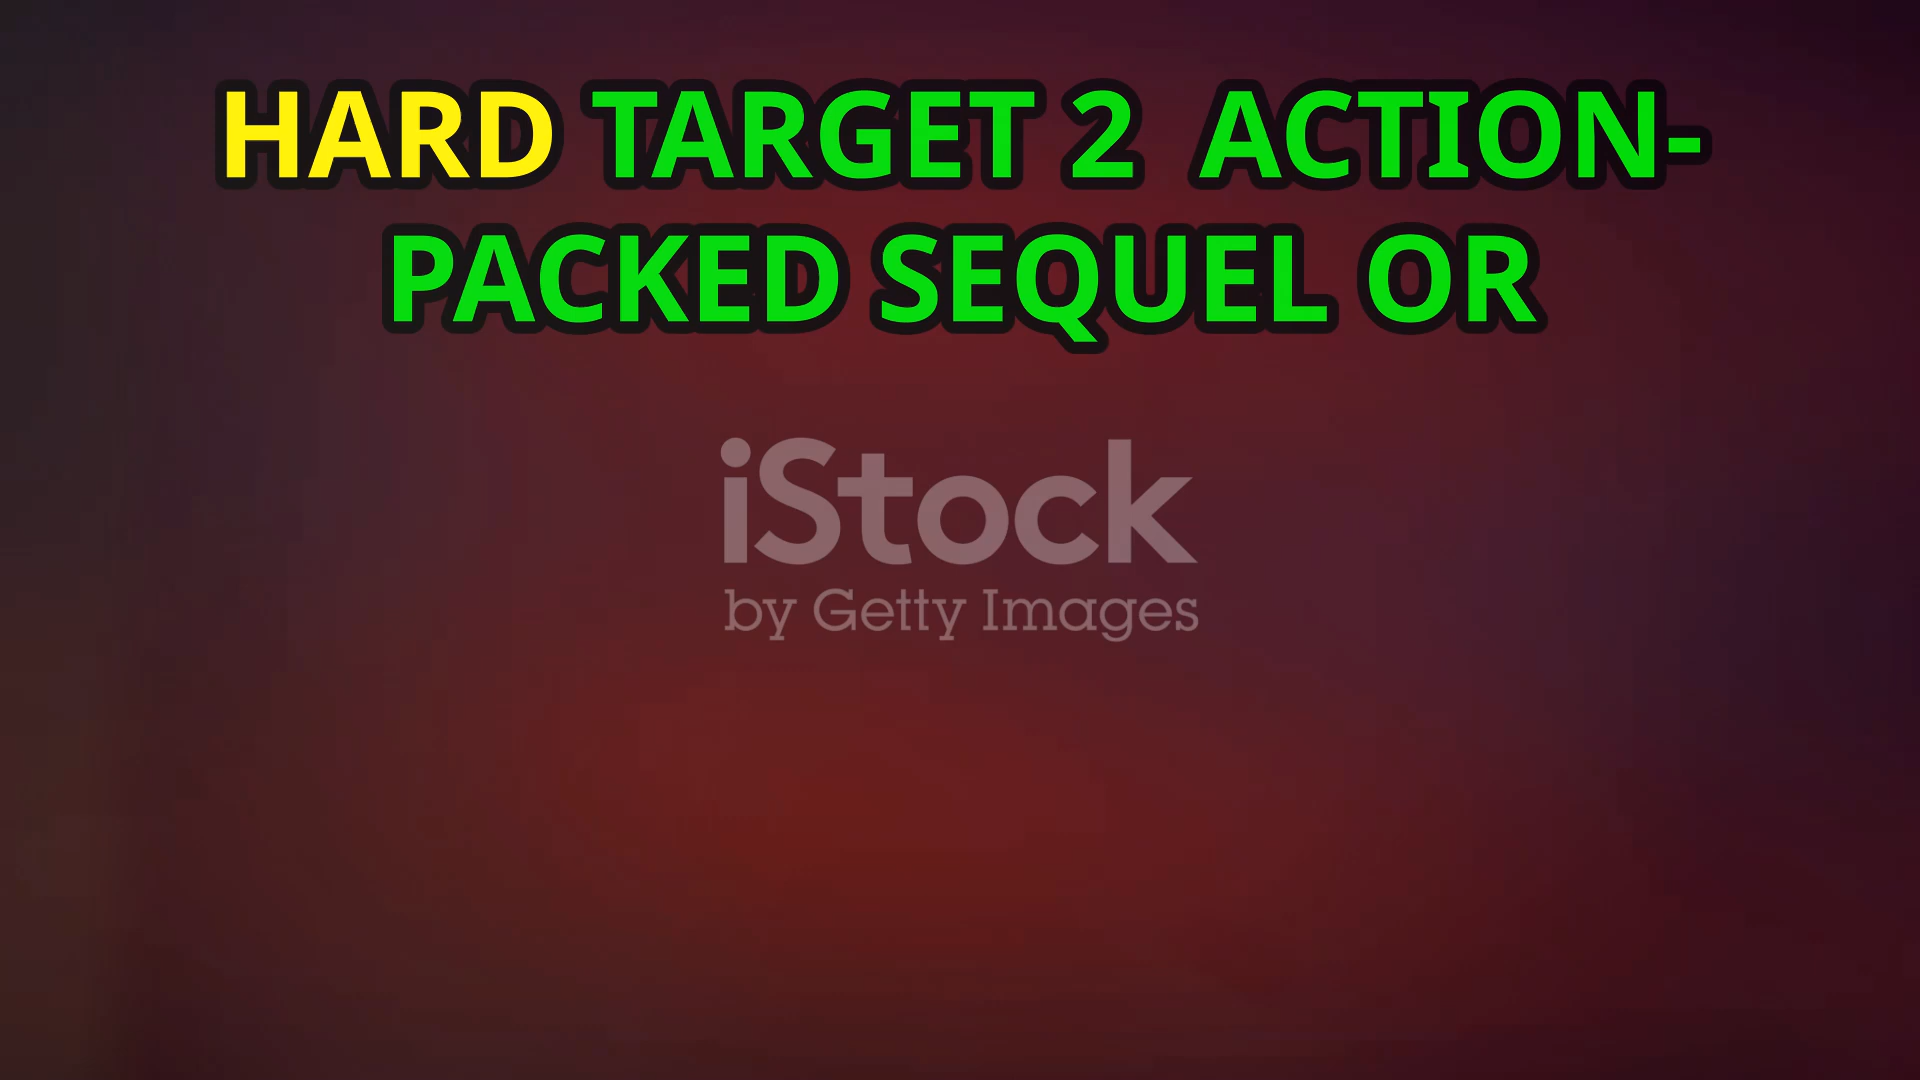 HARD TARGET 2  ACTION-
PACKED SEQUEL OR
iStock
by Getty Images